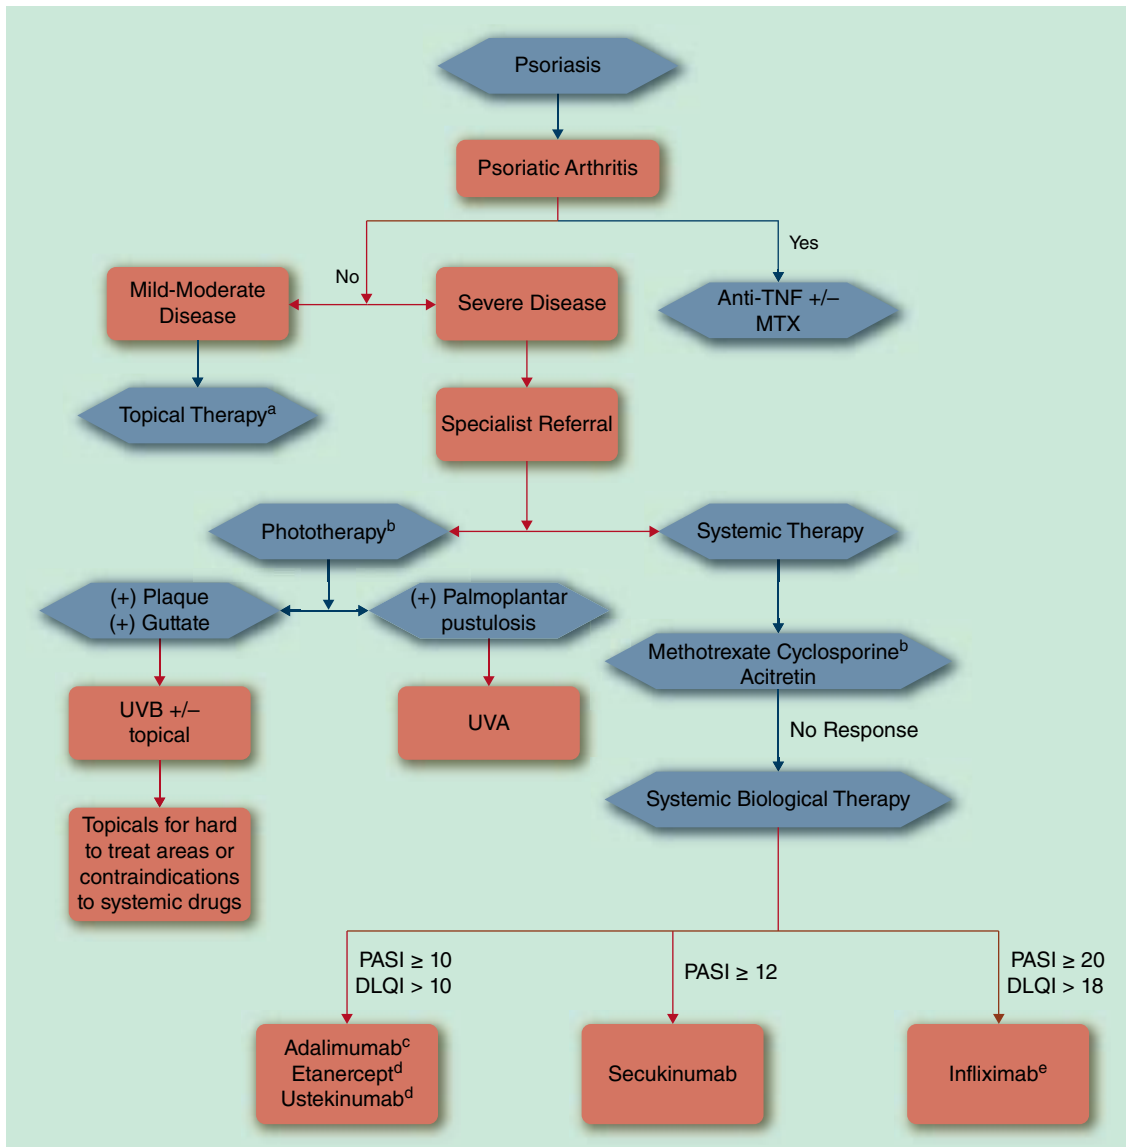 Psoriasis
Psoriatic Arthritis
No
Yes
Mild-Moderate
Disease
Severe Disease
Anti-TNF +/–
MTX
Topical Therapyᵃ
Specialist Referral
Phototherapyᵇ
Systemic Therapy
(+) Plaque
(+) Guttate
(+) Palmoplantar
pustulosis
Methotrexate Cyclosporineᵇ
Acitretin
UVB +/–
topical
UVA
No Response
Systemic Biological Therapy
Topicals for hard
to treat areas or
contraindications
to systemic drugs
PASI ≥ 10
DLQI > 10
PASI ≥ 12
PASI ≥ 20
DLQI > 18
Adalimumabᶜ
Etanerceptᵈ
Ustekinumabᵈ
Secukinumab
Infliximabᵉ